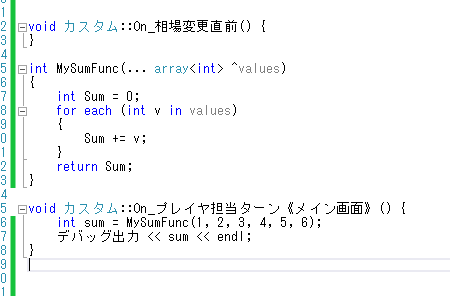 1
2 void カスタム::On_相場変更直前() {
3 }
4
5 int MySumFunc(... array<int> ^values)
6 {
7     int Sum = 0;
8     for each (int v in values)
9     {
0         Sum += v;
1     }
2     return Sum;
3 }
4
5 void カスタム::On_プレイヤ担当ターン《メイン画面》() {
6     int sum = MySumFunc(1, 2, 3, 4, 5, 6);
7     デバッグ出力 << sum << endl;
8 }
9
0
1